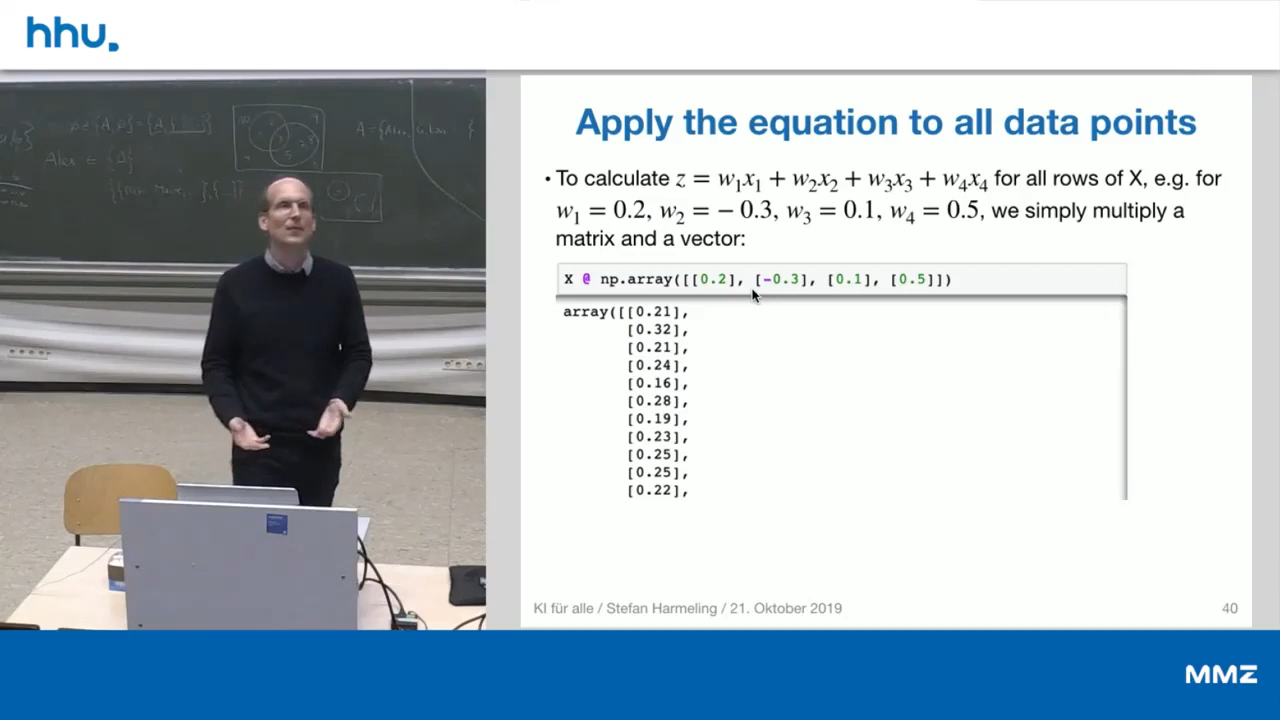 hhu.
Alex ∈ {A}
Apply the equation to all data points
• To calculate z = w₁x₁ + w₂x₂ + w₃x₃ + w₄x₄ for all rows of X, e.g. for
w₁ = 0.2, w₂ = − 0.3, w₃ = 0.1, w₄ = 0.5, we simply multiply a
matrix and a vector:
X @ np.array([[0.2], [-0.3], [0.1], [0.5]])
array([[0.21],
[0.32],
[0.21],
[0.24],
[0.16],
[0.28],
[0.19],
[0.23],
[0.25],
[0.25],
[0.22],
KI für alle / Stefan Harmeling / 21. Oktober 2019
40
MMZ